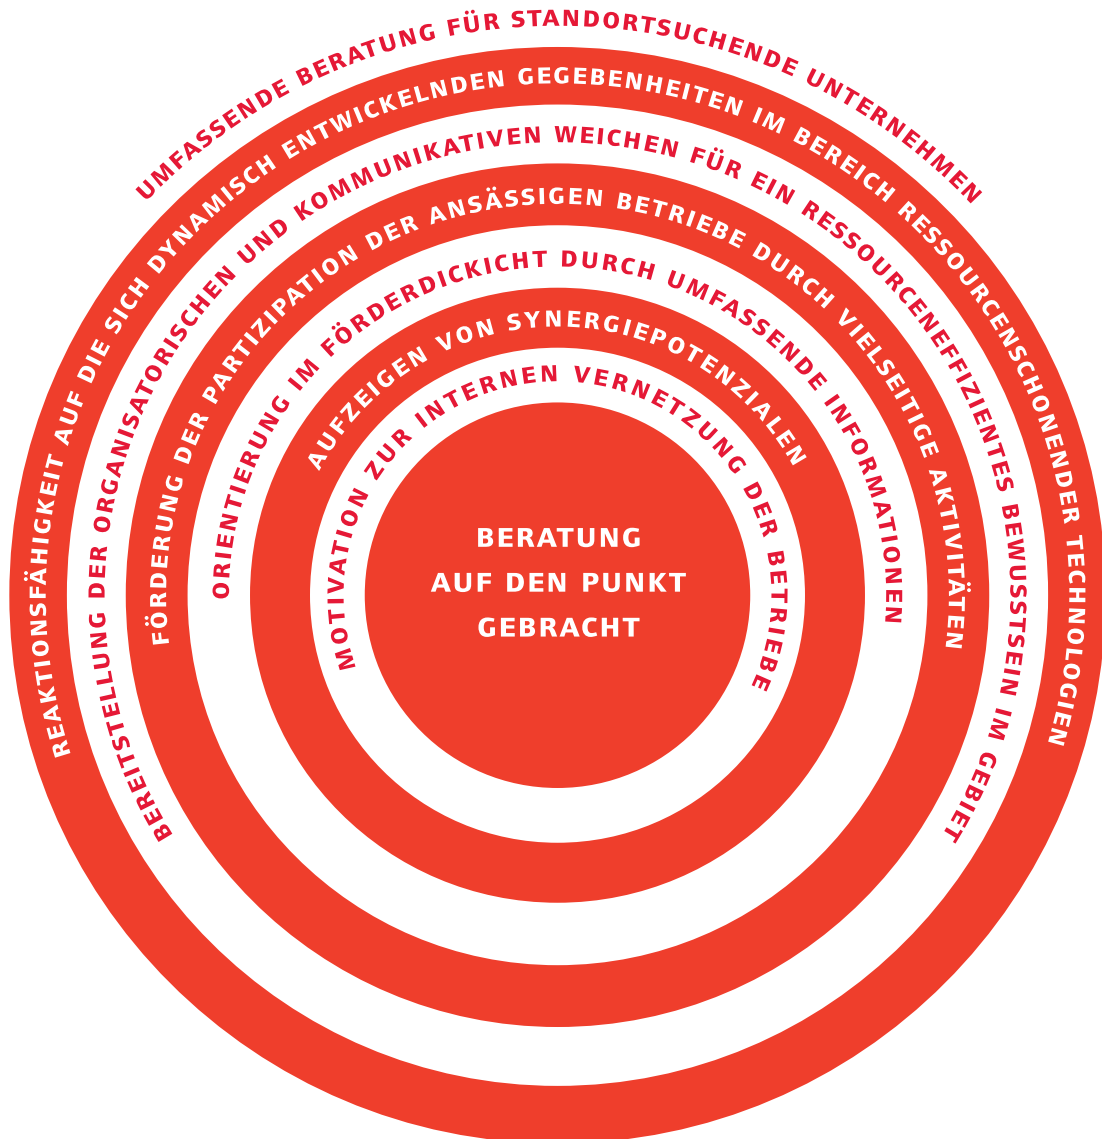 UMFASSENDE BERATUNG FÜR STANDORTSUCHENDE UNTERNEHMEN
REAKTIONSFÄHIGKEIT AUF DIE SICH DYNAMISCH ENTWICKELNDEN GEGEBENHEITEN IM BEREICH RESSOURCENSCHONENDER TECHNOLOGIEN
BEREITSTELLUNG DER ORGANISATORISCHEN UND KOMMUNIKATIVEN WEICHEN FÜR EIN RESSOURCENEFFIZIENTES BEWUSSTSEIN IM GEBIET
FÖRDERUNG DER PARTIZIPATION DER ANSÄSSIGEN BETRIEBE DURCH VIELSEITIGE AKTIVITÄTEN
ORIENTIERUNG IM FÖRDERDICKICHT DURCH UMFASSENDE INFORMATIONEN
AUFZEIGEN VON SYNERGIEPOTENZIALEN
MOTIVATION ZUR INTERNEN VERNETZUNG DER BETRIEBE
BERATUNG
AUF DEN PUNKT
GEBRACHT